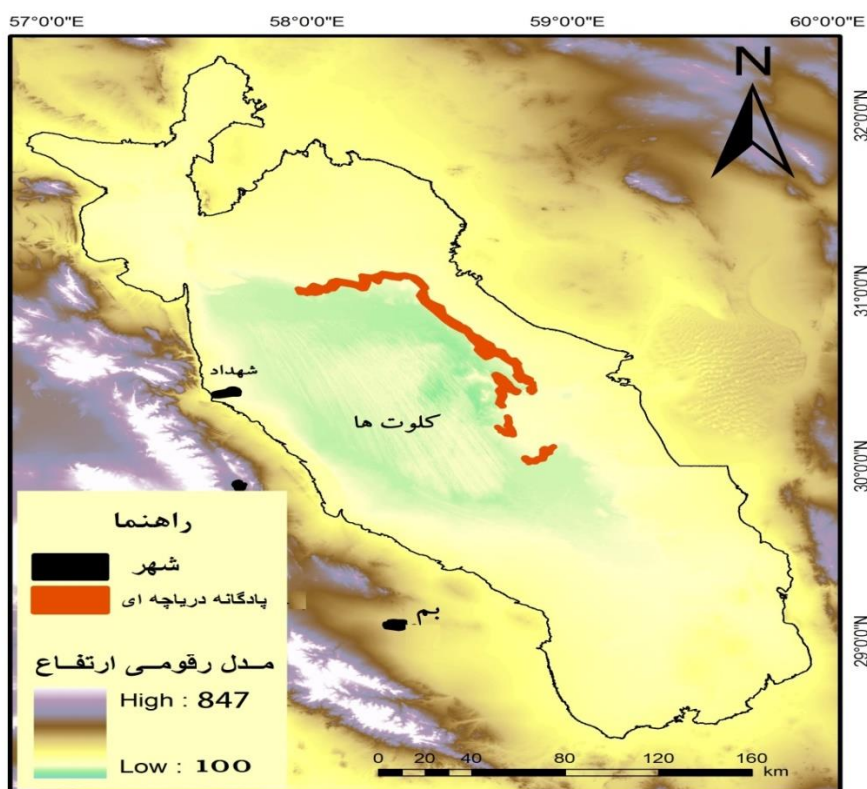 57°0'0"E 58°0'0"E 59°0'0"E 60°0'0"E
N
32°0'0"N
31°0'0"N
30°0'0"N
29°0'0"N
شهداد
کلوت ها
بم
راهنما
شهر
پادگانه دریاچه ای
مدل رقومی ارتفاع
High : 847
Low : 100
0 20 40 80 120 160
km